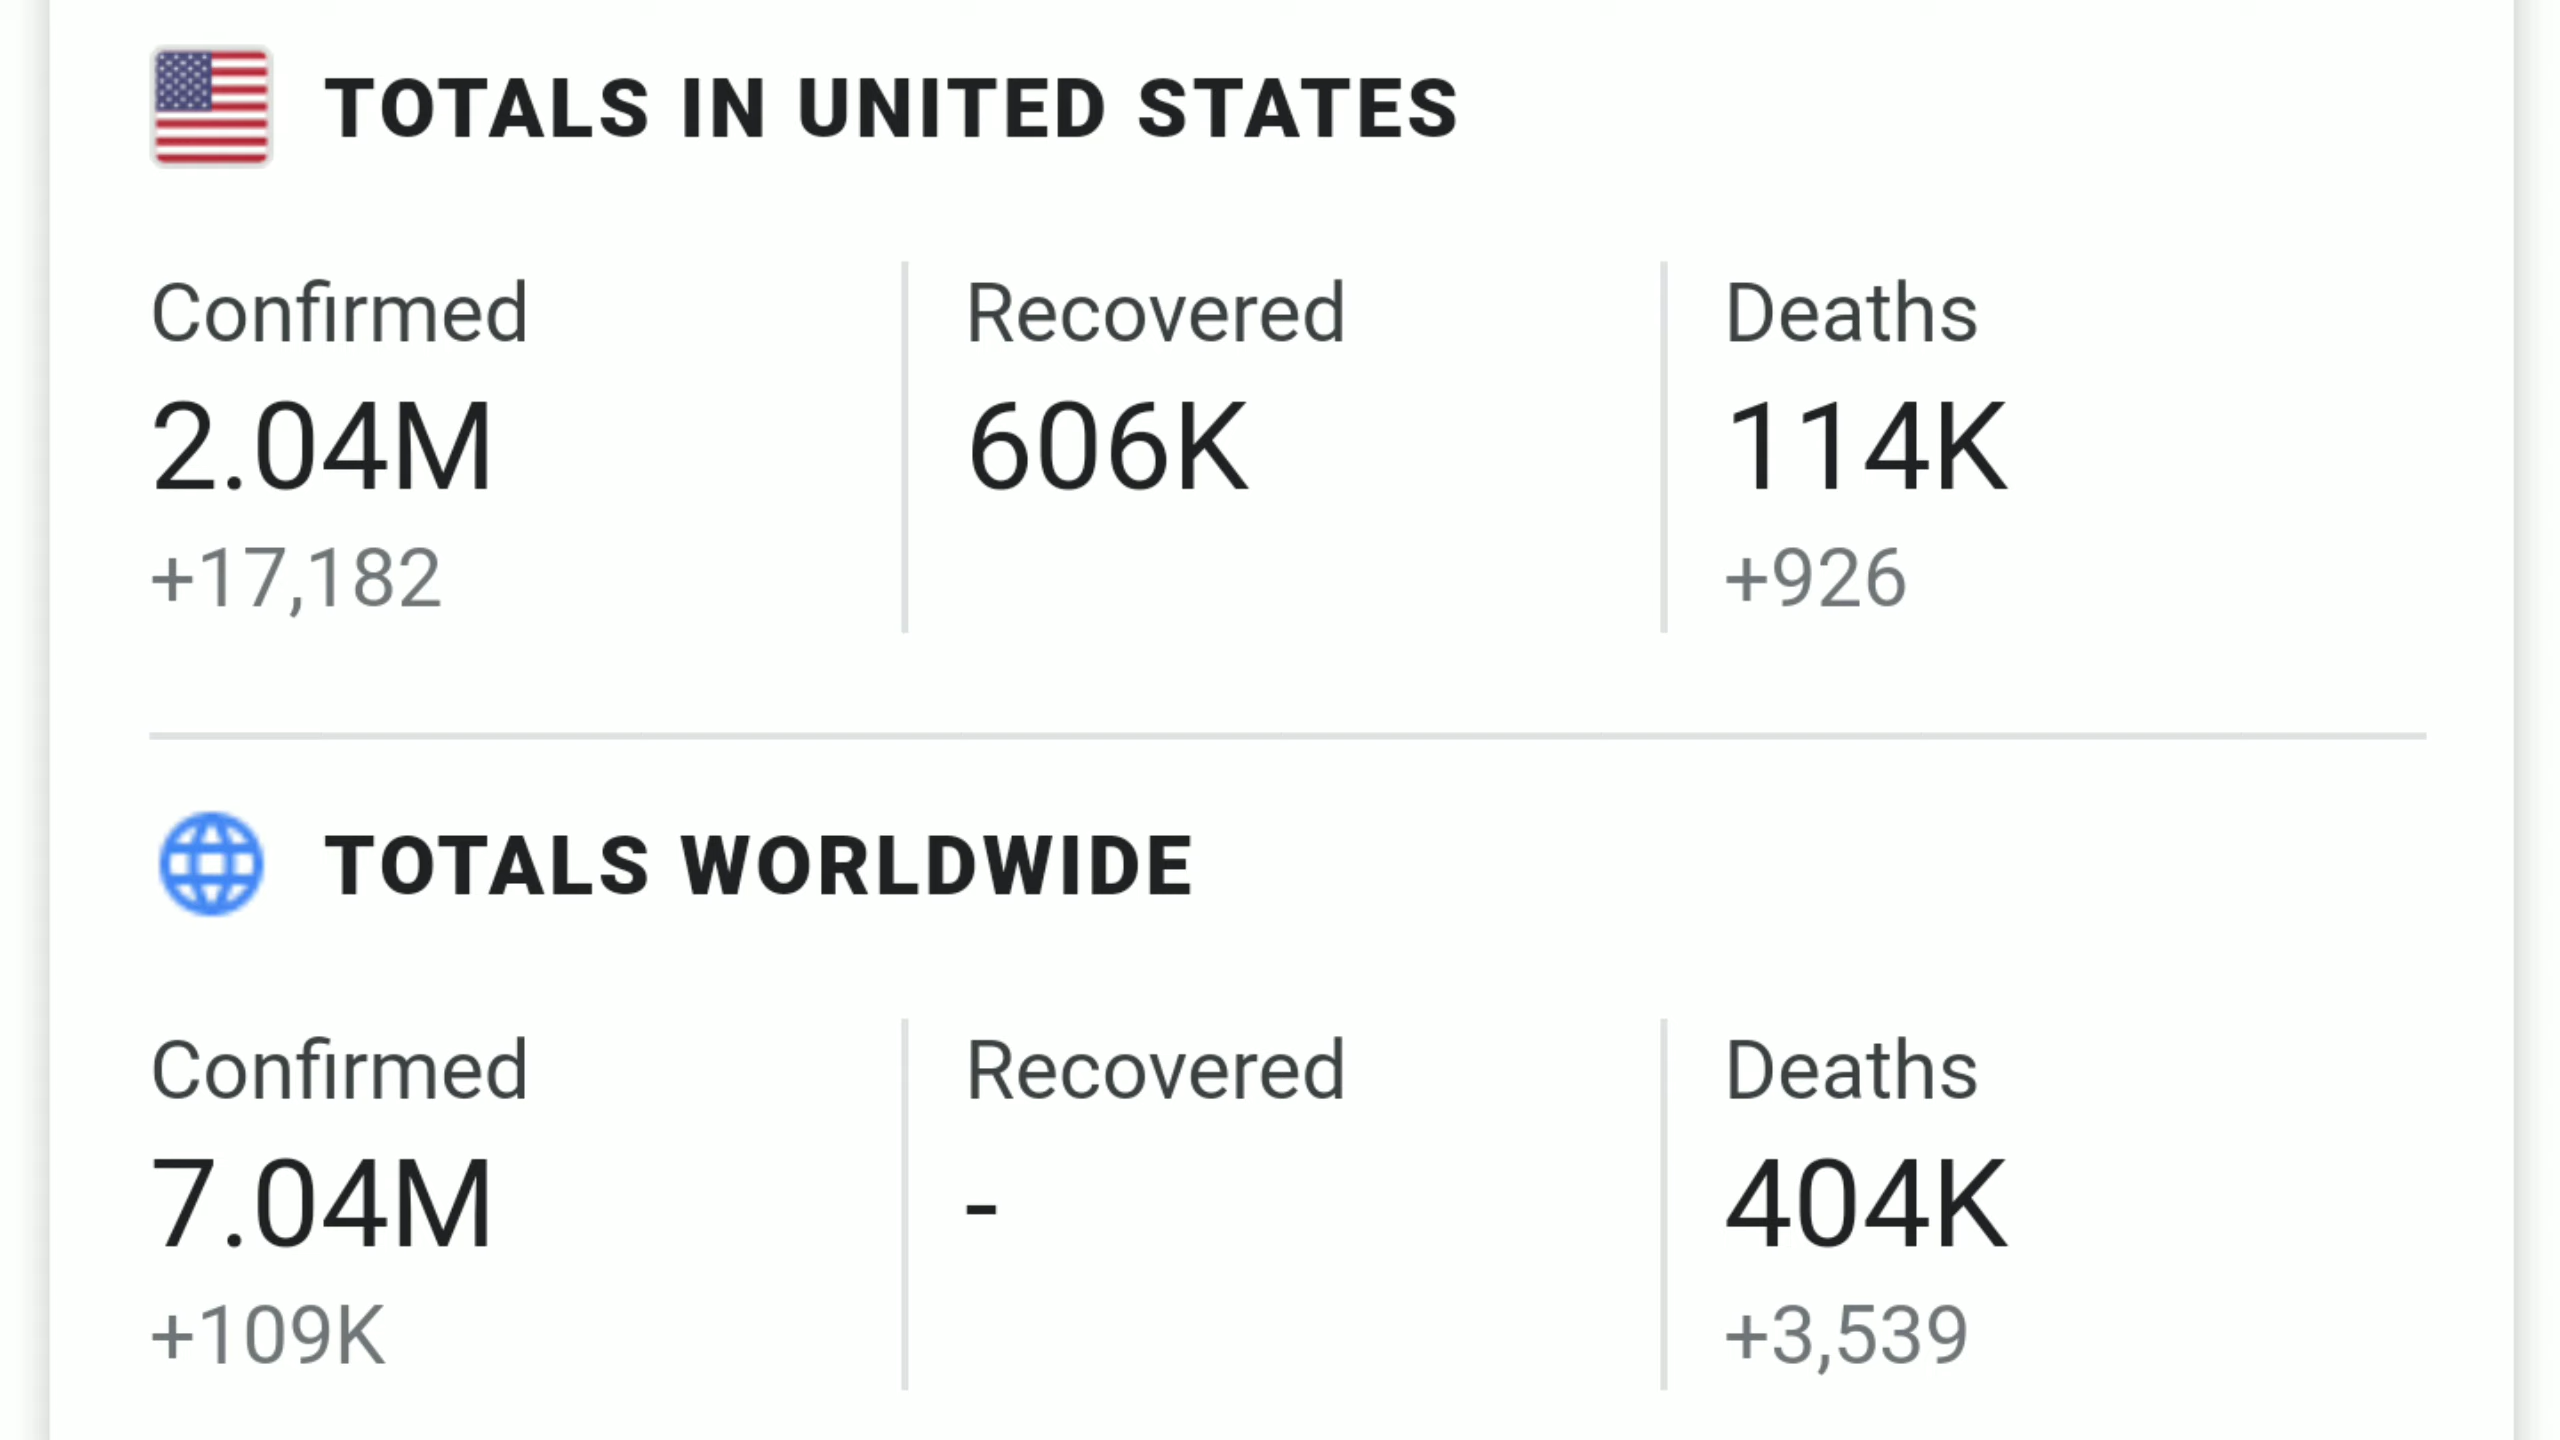 TOTALS IN UNITED STATES
Confirmed
2.04M
+17,182
Recovered
606K
Deaths
114K
+926
TOTALS WORLDWIDE
Confirmed
7.04M
+109K
Recovered
-
Deaths
404K
+3,539